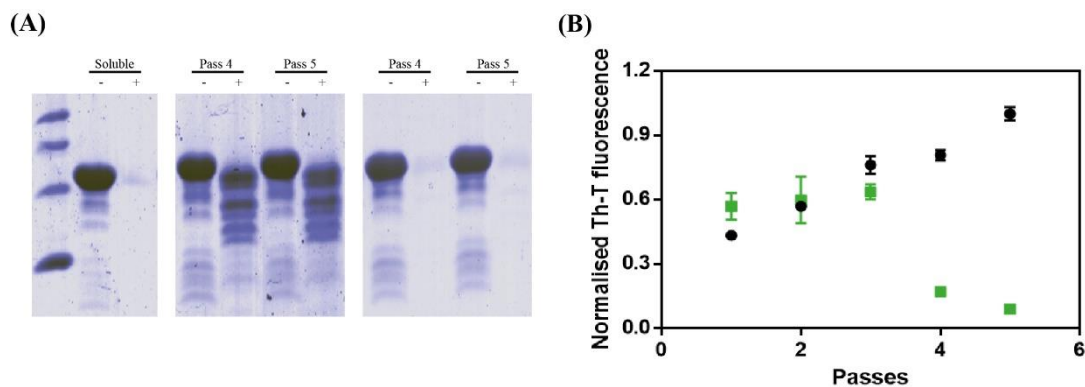 (A)
Soluble Pass 4 Pass 5 Pass 4 Pass 5
- + - + - + - + - +
(B)
Normalised Th-T fluorescence
1.2
0.9
0.6
0.3
0.0
0 2 4 6
Passes